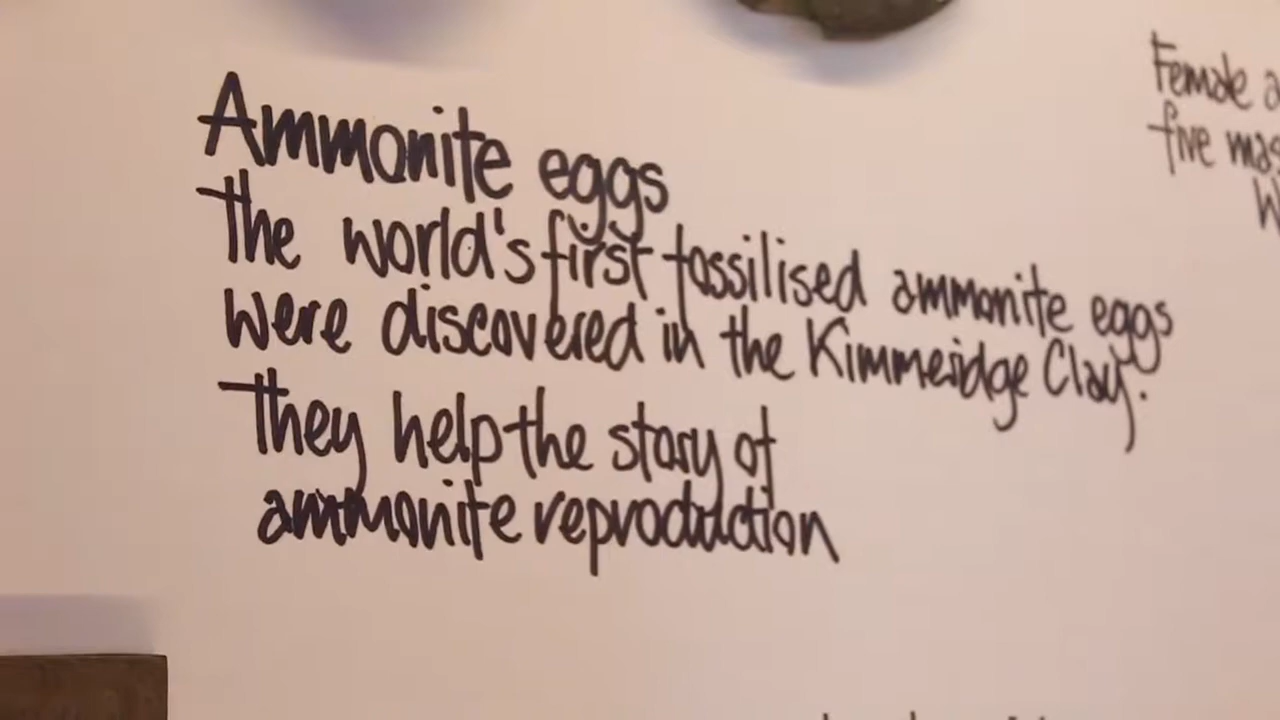 Ammonite eggs
The world's first fossilised ammonite eggs
were discovered in the Kimmeridge Clay.
They help the story of
ammonite reproduction
Female
five